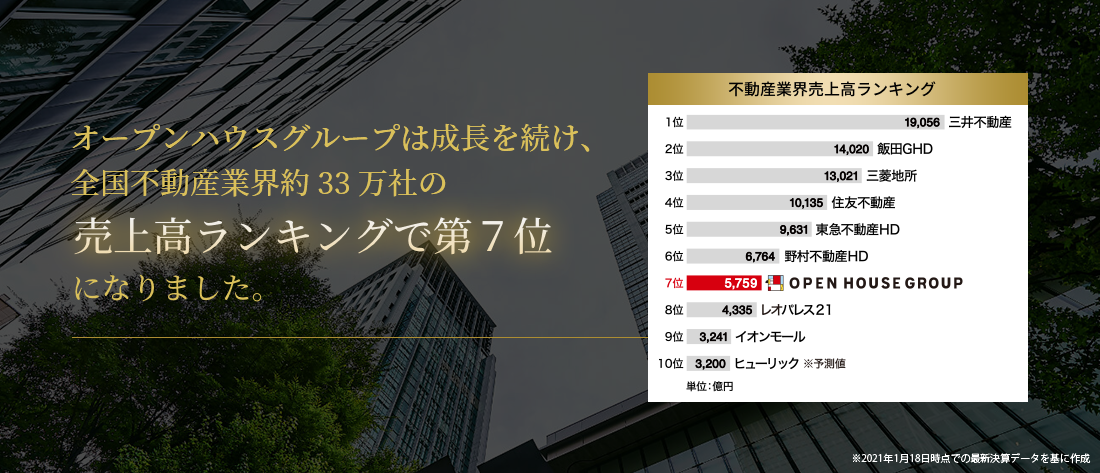 オープンハウスグループは成長を続け、
全国不動産業界約 33 万社の
売上高ランキングで第７位
になりました。
不動産業界売上高ランキング
1位 19,056 三井不動産
2位 14,020 飯田GHD
3位 13,021 三菱地所
4位 10,135 住友不動産
5位 9,631 東急不動産HD
6位 6,764 野村不動産HD
7位 5,759 OPEN HOUSE GROUP
8位 4,335 レオパレス21
9位 3,241 イオンモール
10位 3,200 ヒューリック ※予測値
単位：億円
※2021年1月18日時点での最新決算データを基に作成